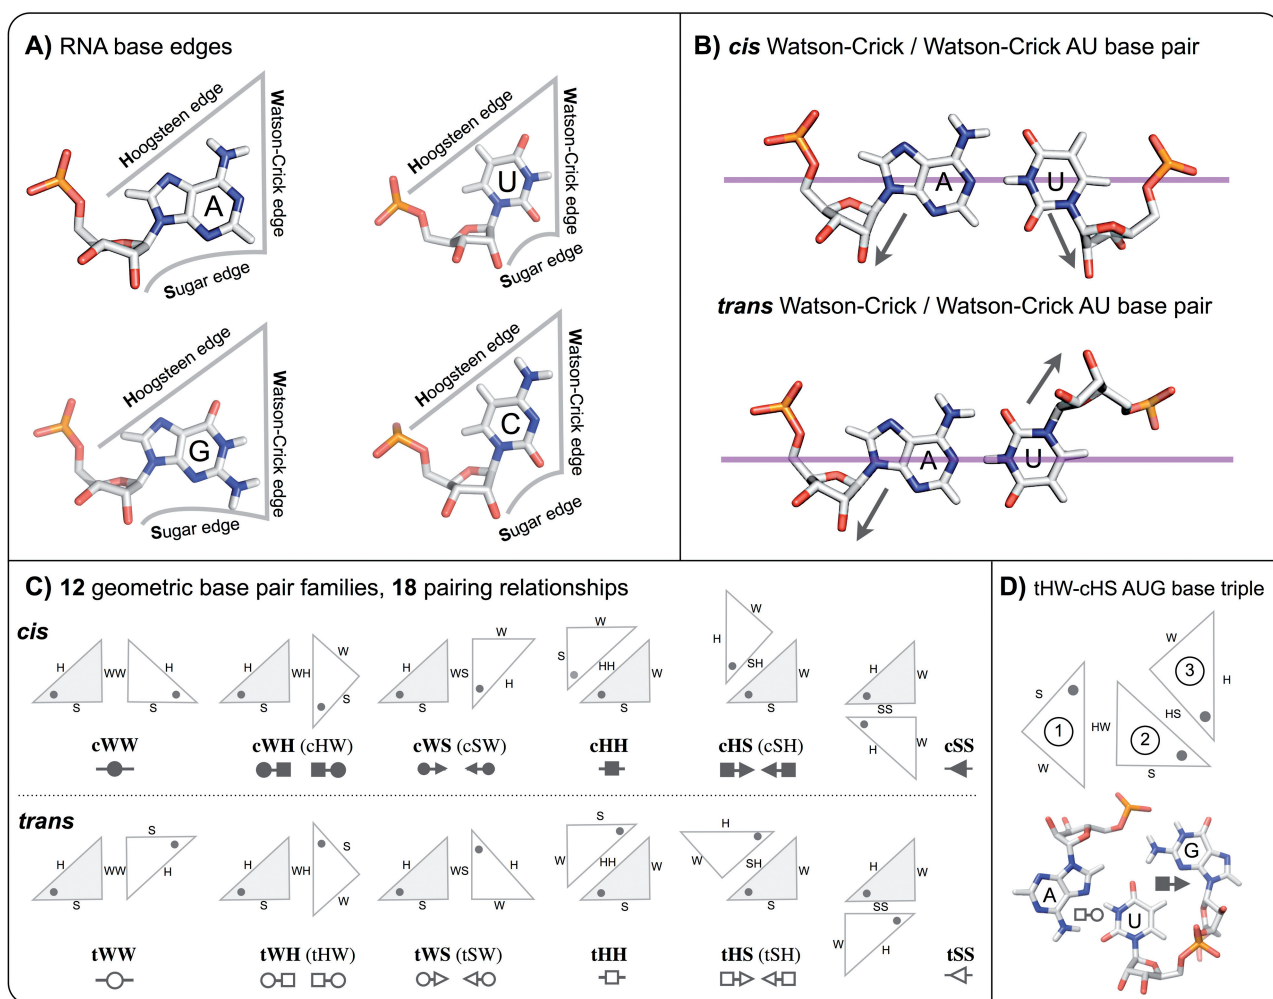 A) RNA base edges
Hoogsteen edge
Watson-Crick edge
A
Sugar edge
Hoogsteen edge
Watson-Crick edge
U
Sugar edge
Hoogsteen edge
Watson-Crick edge
G
Sugar edge
Hoogsteen edge
Watson-Crick edge
C
Sugar edge
B) cis Watson-Crick / Watson-Crick AU base pair
A U
trans Watson-Crick / Watson-Crick AU base pair
A U
C) 12 geometric base pair families, 18 pairing relationships
cis
H WW H
S S
cWW
H WH W
S S
cWH (cHW)
W
H WS H
S
cWS (cSW)
W
S HH W
S
cHH
W
H SH W
S
cHS (cSH)
H W
SS
H W
cSS
trans
S
H WW H
S
tWW
H WH S
S W
tWH (tHW)
H WS H
S W
tWS (tSW)
S
W HH W
S
tHH
H
W SH W
S
tHS (tSH)
H W
SS
W H
tSS
D) tHW-cHS AUG base triple
W
3 H
S
HS
1 HW 2
W S
G
A
U